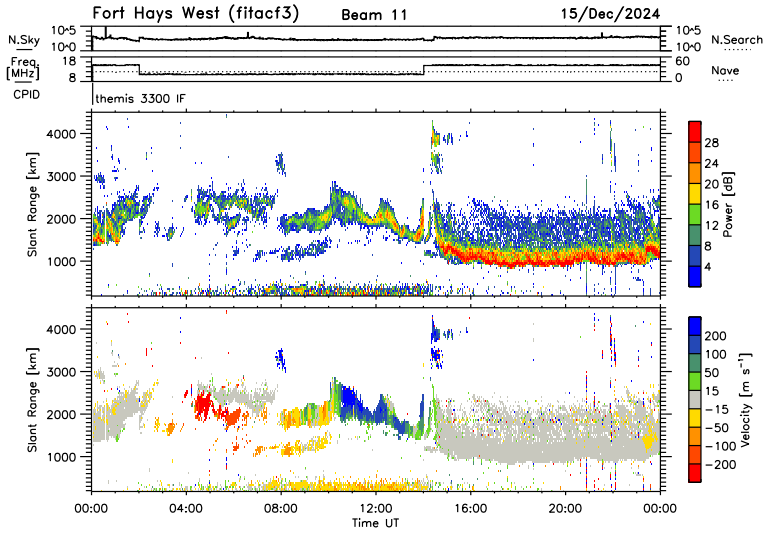 Fort Hays West (fitacf3) Beam 11 15/Dec/2024
N.Sky 10^5 10^0 10^5 10^0 N.Search
Freq. [MHz] 18 8 60 0 Nave
CPID themis 3300 IF
Slant Range [km] 4000 3000 2000 1000
Power [dB] 28 24 20 16 12 8 4
Slant Range [km] 4000 3000 2000 1000
Velocity [m s⁻¹] 200 100 50 15 −15 −50 −100 −200
00:00 04:00 08:00 12:00 16:00 20:00 00:00
Time UT